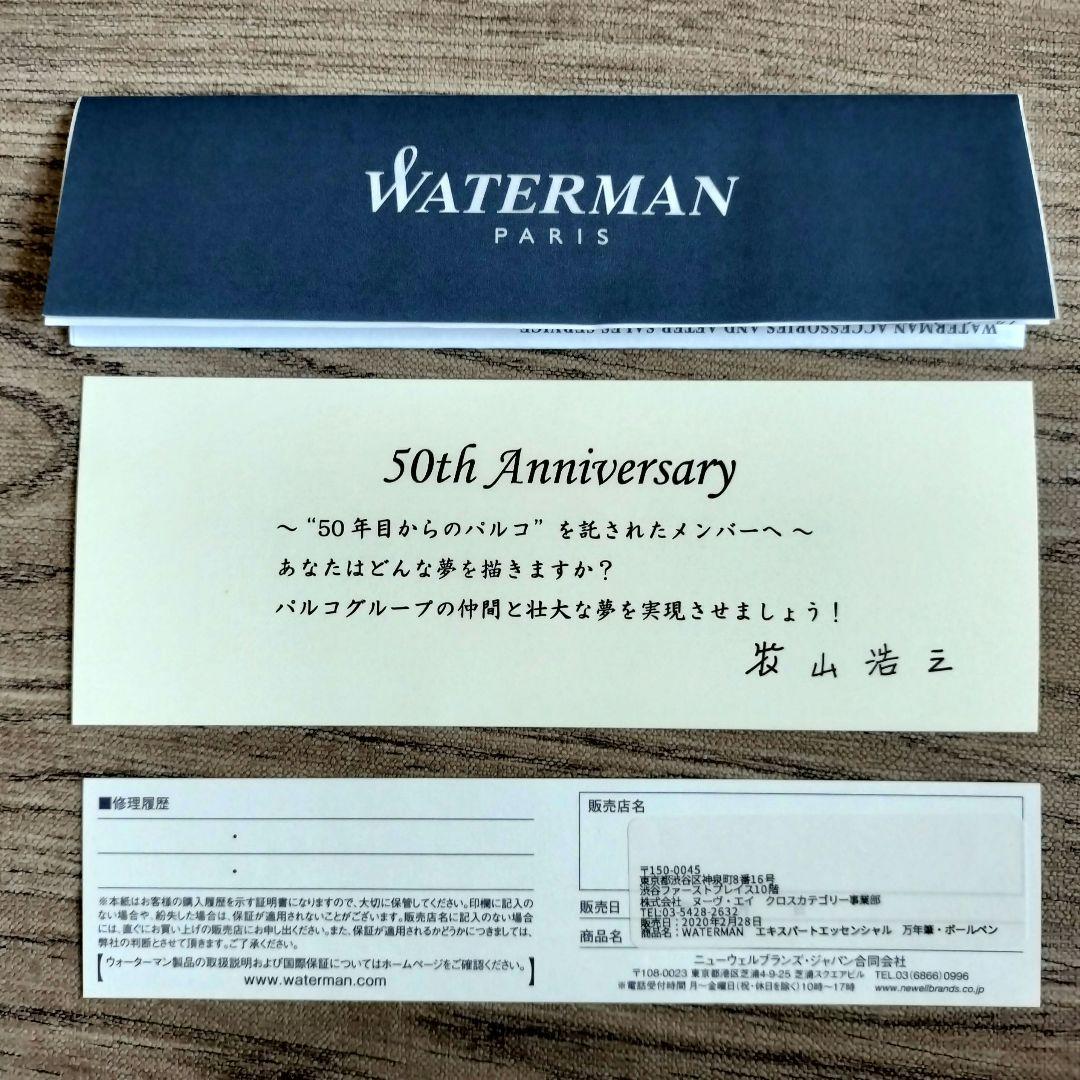 WATERMAN
PARIS
WATERMAN ACCESSORIES AND AFTER SALES SERVICE
50th Anniversary
～ “50年目からのパルコ” を託されたメンバーへ ～
あなたはどんな夢を描きますか？
パルコグループの仲間と壮大な夢を実現させましょう！
牧山浩三
■修理履歴
・
・
※本紙はお客様の購入履歴を示す証明書になりますので、大切に保管してください。印欄に記入の
ない場合や、紛失した場合は、保証が適用されないことがございます。販売店名に記入のない場合
には、直ぐにお買い上げの販売店にお申し出ください。また、保証が適用されるかどうかにつきましては、
弊社の判断とさせて頂きます。ご了承ください。
【ウォーターマン製品の取扱説明および国際保証についてはホームページをご確認ください。
www.waterman.com】
販売店名
〒150-0045
東京都渋谷区神泉町8番16号
渋谷ファーストプレイス10階
株式会社 ヌーヴ・エイ クロスカテゴリー事業部
TEL:03-5428-2632
販売日
販売日：2020年2月28日
商品名
商品名：WATERMAN エキスパートエッセンシャル 万年筆・ボールペン
ニューウェルブランズ・ジャパン合同会社
〒108-0023 東京都港区芝浦4-9-25 芝浦スクエアビル TEL.03(6866)0996
※電話受付時間 月～金曜日(祝・休日を除く)10時～17時 www.newellbrands.co.jp